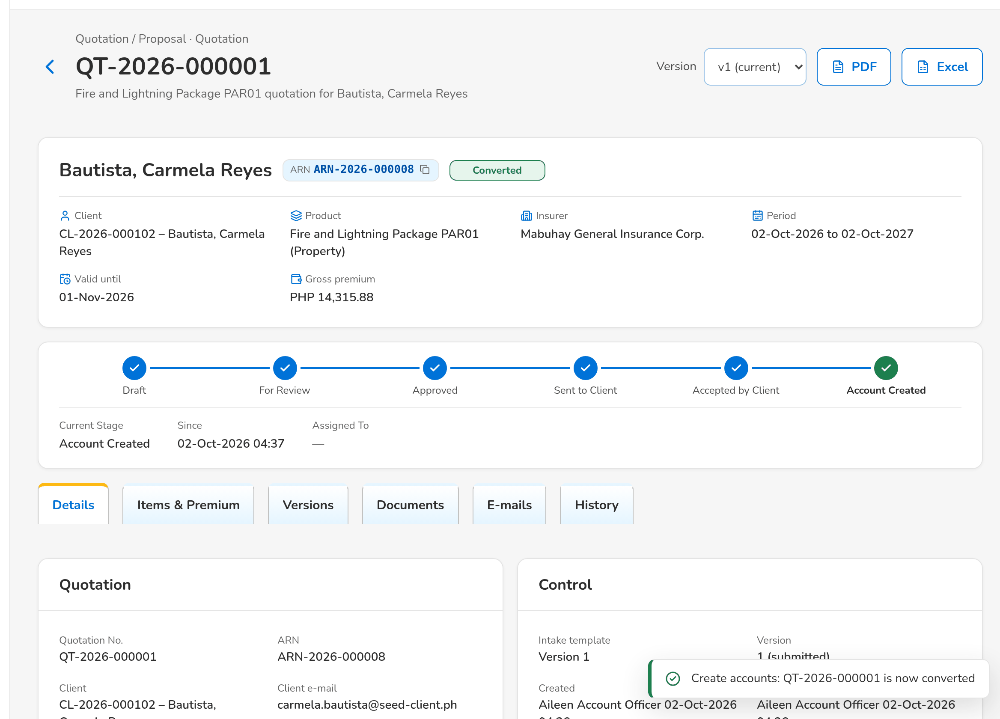 Quotation / Proposal · Quotation
QT-2026-000001
Fire and Lightning Package PAR01 quotation for Bautista, Carmela Reyes
Version
v1 (current)
PDF
Excel
Bautista, Carmela Reyes
ARN ARN-2026-000008
Converted
Client
CL-2026-000102 – Bautista, Carmela
Reyes
Product
Fire and Lightning Package PAR01
(Property)
Insurer
Mabuhay General Insurance Corp.
Period
02-Oct-2026 to 02-Oct-2027
Valid until
01-Nov-2026
Gross premium
PHP 14,315.88
Draft
For Review
Approved
Sent to Client
Accepted by Client
Account Created
Current Stage
Account Created
Since
02-Oct-2026 04:37
Assigned To
—
Details
Items & Premium
Versions
Documents
E-mails
History
Quotation
Quotation No.
QT-2026-000001
ARN
ARN-2026-000008
Client
CL-2026-000102 – Bautista,
Client e-mail
carmela.bautista@seed-client.ph
Control
Intake template
Version 1
Version
1 (submitted)
Created
Aileen Account Officer 02-Oct-2026
Aileen Account Officer 02-Oct-2026
Create accounts: QT-2026-000001 is now converted